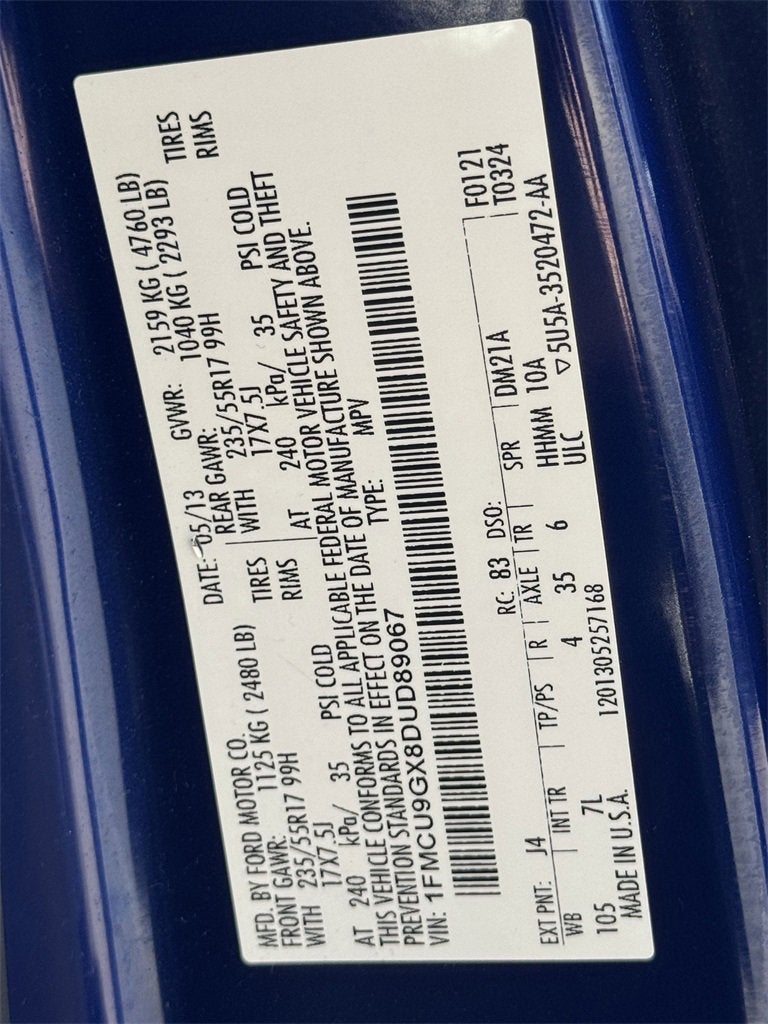 MFD. BY FORD MOTOR CO. DATE: 05/13 GVWR: 2159 KG ( 4760 LB)
FRONT GAWR: 1125 KG ( 2480 LB) REAR GAWR: 1040 KG ( 2293 LB)
WITH 235/55R17 99H TIRES WITH 235/55R17 99H TIRES
17X7.5J RIMS 17X7.5J RIMS
AT 240 kPa/ 35 PSI COLD AT 240 kPa/ 35 PSI COLD
THIS VEHICLE CONFORMS TO ALL APPLICABLE FEDERAL MOTOR VEHICLE SAFETY AND THEFT
PREVENTION STANDARDS IN EFFECT ON THE DATE OF MANUFACTURE SHOWN ABOVE.
VIN: 1FMCU9GX8DUD89067 TYPE: MPV
F0121
EXT PNT: J4 RC: 83 DSO: T0324
WB INT TR TP/PS R AXLE TR SPR DM21A
105 7L 4 35 6 HHMM 10A
ULC
MADE IN U.S.A. 1201305257168 ▽5U5A-3520472-AA